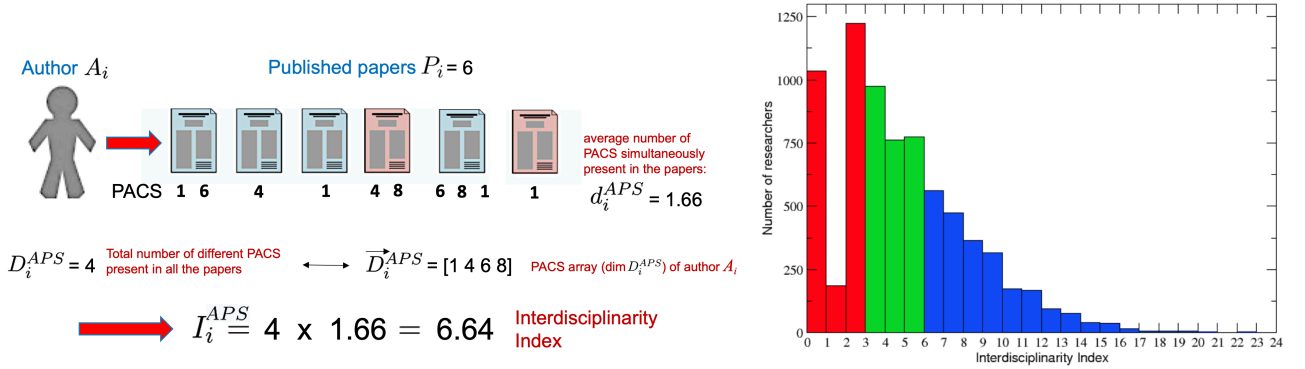 Author A_i
Published papers P_i = 6
PACS 1 6 4 1 4 8 6 8 1 1
average number of
PACS simultaneously
present in the papers:
d_i^{APS} = 1.66
D_i^{APS} = 4
Total number of different PACS
present in all the papers
\overrightarrow{D_i}^{APS} = [1 4 6 8]
PACS array (dim D_i^{APS}) of author A_i
I_i^{APS} = 4 x 1.66 = 6.64
Interdisciplinarity
Index
Number of researchers
1250
1000
750
500
250
0
0 1 2 3 4 5 6 7 8 9 10 11 12 13 14 15 16 17 18 19 20 21 22 23 24
Interdisciplinarity Index